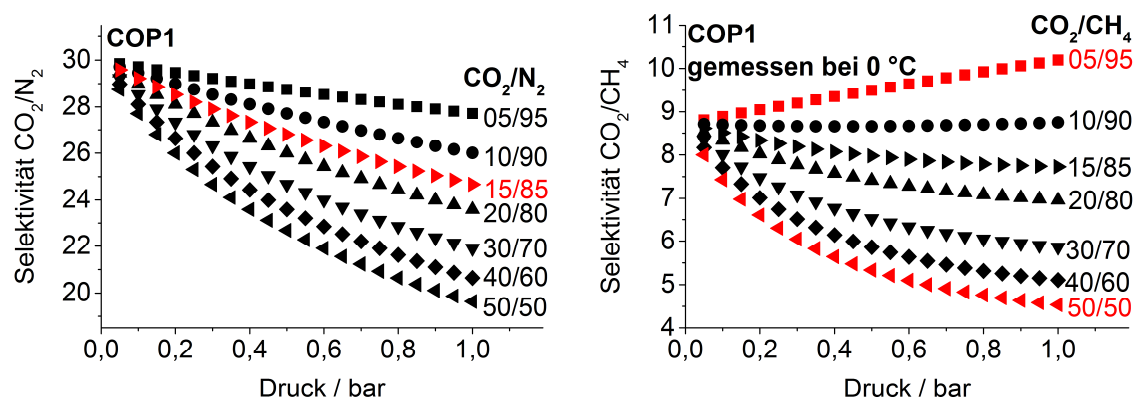 COP1
CO₂/N₂
Selektivität CO₂/N₂
30
28
26
24
22
20
05/95
10/90
15/85
20/80
30/70
40/60
50/50
0,0 0,2 0,4 0,6 0,8 1,0
Druck / bar
COP1
gemessen bei 0 °C
CO₂/CH₄
Selektivität CO₂/CH₄
11
10
9
8
7
6
5
4
05/95
10/90
15/85
20/80
30/70
40/60
50/50
0,0 0,2 0,4 0,6 0,8 1,0
Druck / bar